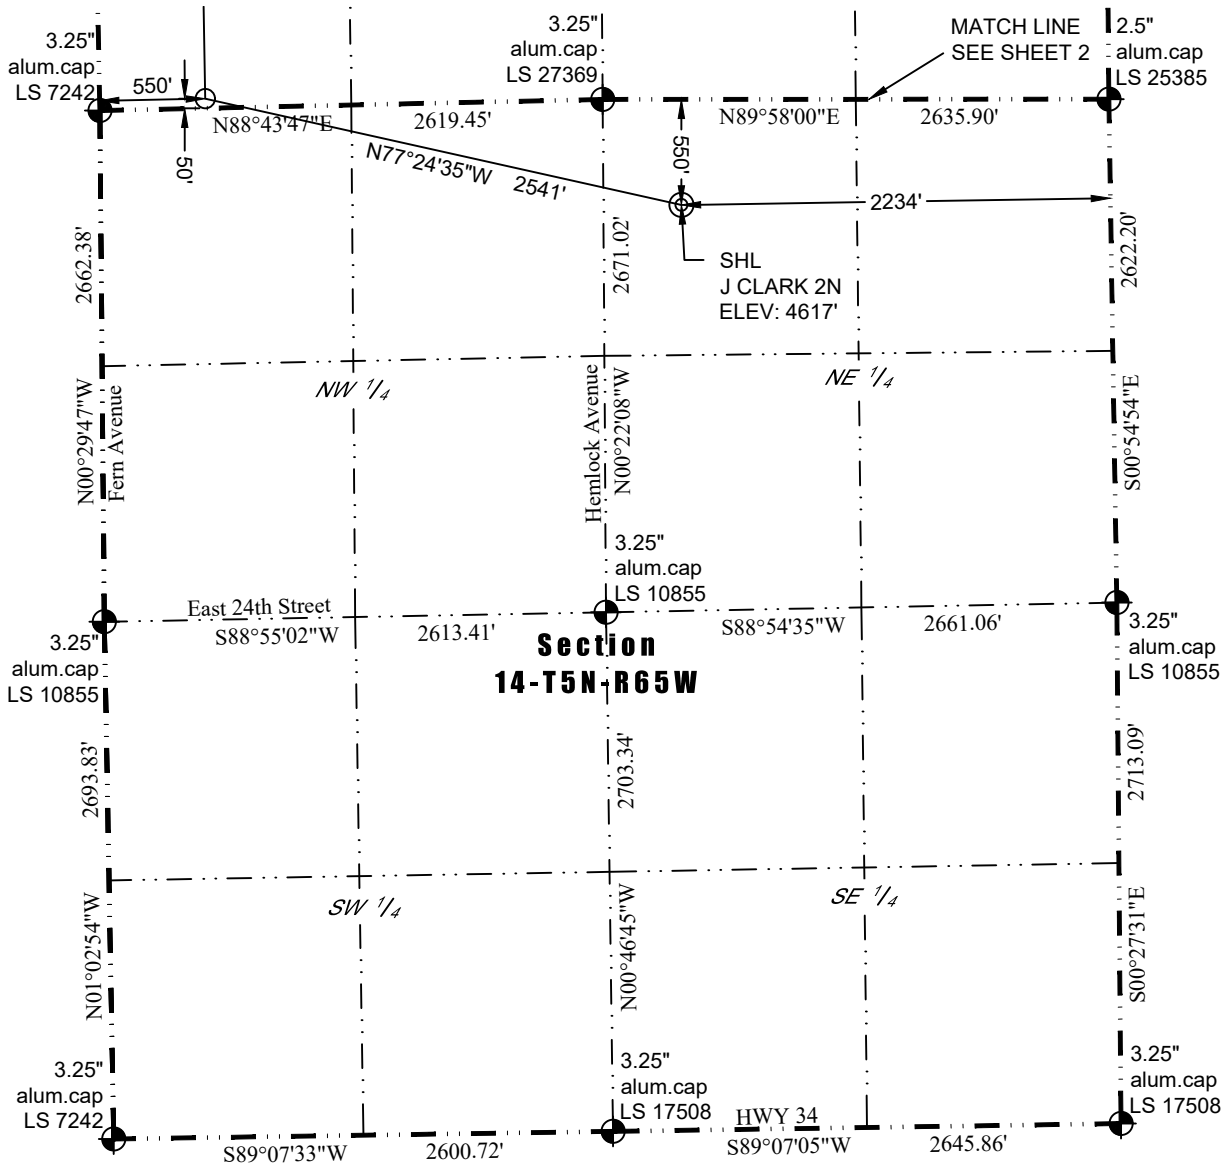 3.25"
alum.cap
LS 7242
3.25"
alum.cap
LS 27369
MATCH LINE
SEE SHEET 2
2.5"
alum.cap
LS 25385
550'
N88°43'47"E
2619.45'
N89°58'00"E
2635.90'
50'
N77°24'35"W 2541'
550'
2234'
SHL
J CLARK 2N
ELEV: 4617'
2662.38'
2671.02'
2622.20'
NW 1/4
NE 1/4
N00°29'47"W
Fern Avenue
Hemlock Avenue
N00°22'08"W
S00°54'54"E
3.25"
alum.cap
LS 10855
East 24th Street
S88°55'02"W
2613.41'
S88°54'35"W
2661.06'
3.25"
alum.cap
LS 10855
Section
14-T5N-R65W
3.25"
alum.cap
LS 10855
2693.83'
2703.34'
2713.09'
SW 1/4
SE 1/4
N01°02'54"W
N00°46'45"W
S00°27'31"E
3.25"
alum.cap
LS 7242
3.25"
alum.cap
LS 17508
3.25"
alum.cap
LS 17508
HWY 34
S89°07'33"W
2600.72'
S89°07'05"W
2645.86'